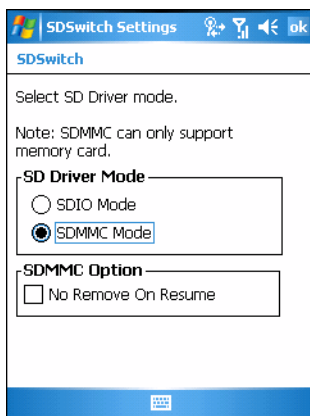 SDSwitch Settings ok
SDSwitch
Select SD Driver mode.
Note: SDMMC can only support
memory card.
SD Driver Mode
SDIO Mode
SDMMC Mode
SDMMC Option
No Remove On Resume